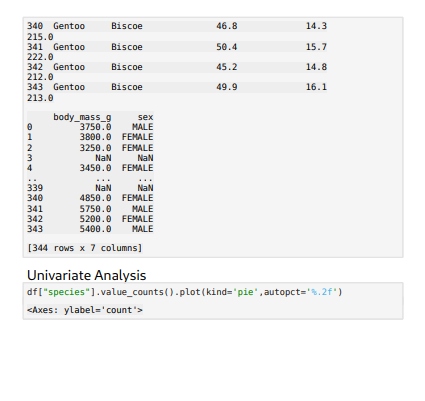 340  Gentoo     Biscoe              46.8             14.3
215.0
341  Gentoo     Biscoe              50.4             15.7
222.0
342  Gentoo     Biscoe              45.2             14.8
212.0
343  Gentoo     Biscoe              49.9             16.1
213.0
     body_mass_g     sex
0         3750.0    MALE
1         3800.0  FEMALE
2         3250.0  FEMALE
3            NaN     NaN
4         3450.0  FEMALE
..           ...     ...
339          NaN     NaN
340       4850.0  FEMALE
341       5750.0    MALE
342       5200.0  FEMALE
343       5400.0    MALE
[344 rows x 7 columns]
Univariate Analysis
df["species"].value_counts().plot(kind='pie',autopct='%.2f')
<Axes: ylabel='count'>